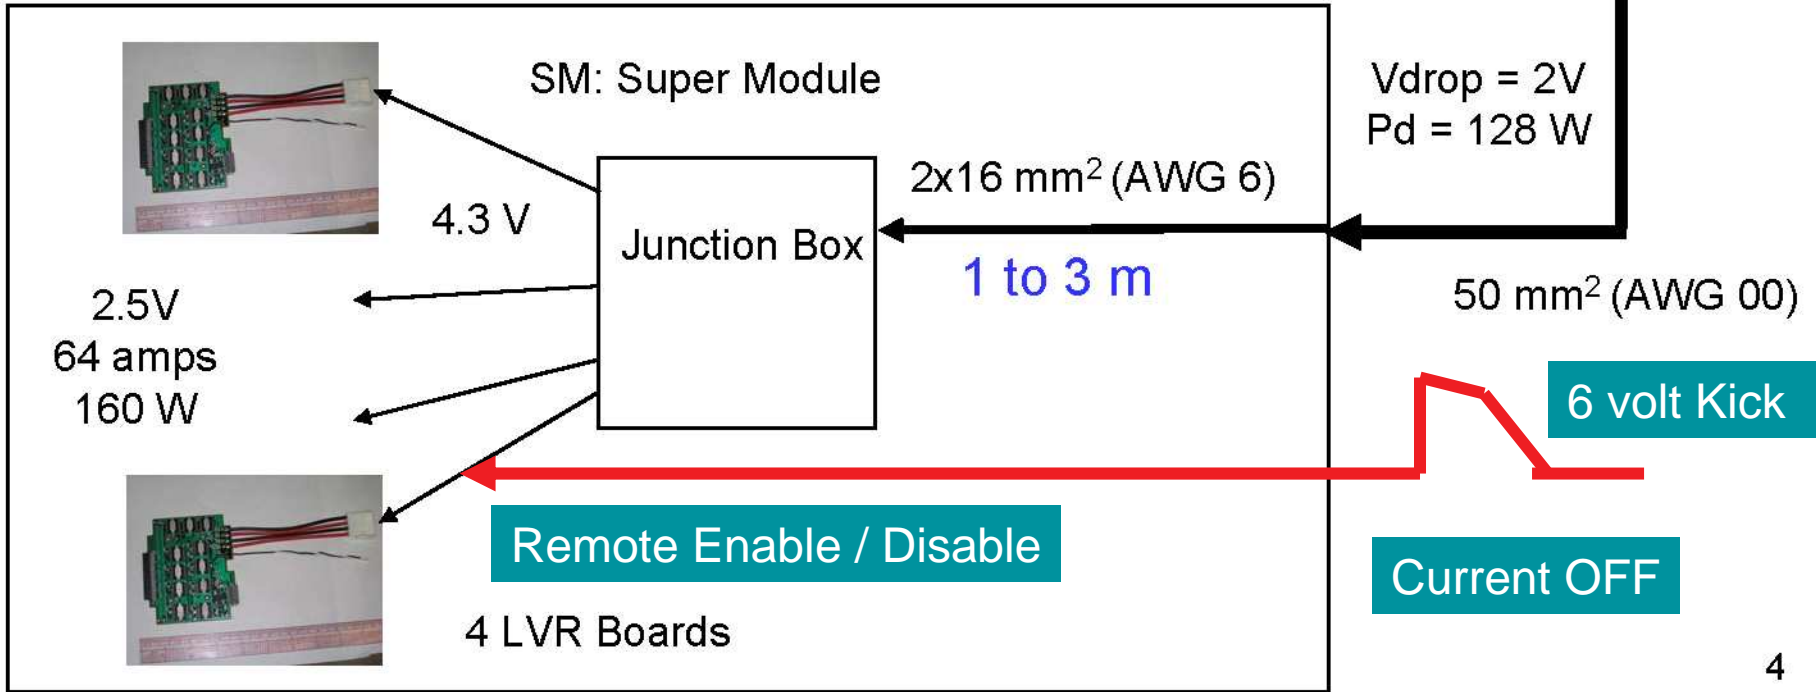 SM: Super Module
Vdrop = 2V
Pd = 128 W
2x16 mm² (AWG 6)
4.3 V
Junction Box
1 to 3 m
50 mm² (AWG 00)
2.5V
64 amps
160 W
6 volt Kick
Remote Enable / Disable
Current OFF
4 LVR Boards
4